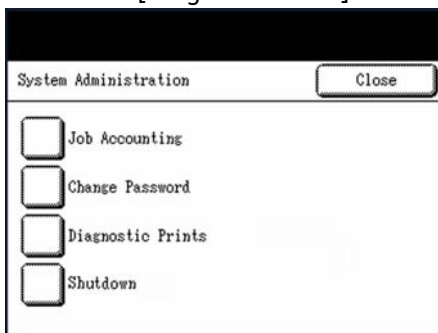 System Administration
Close
Job Accounting
Change Password
Diagnostic Prints
Shutdown